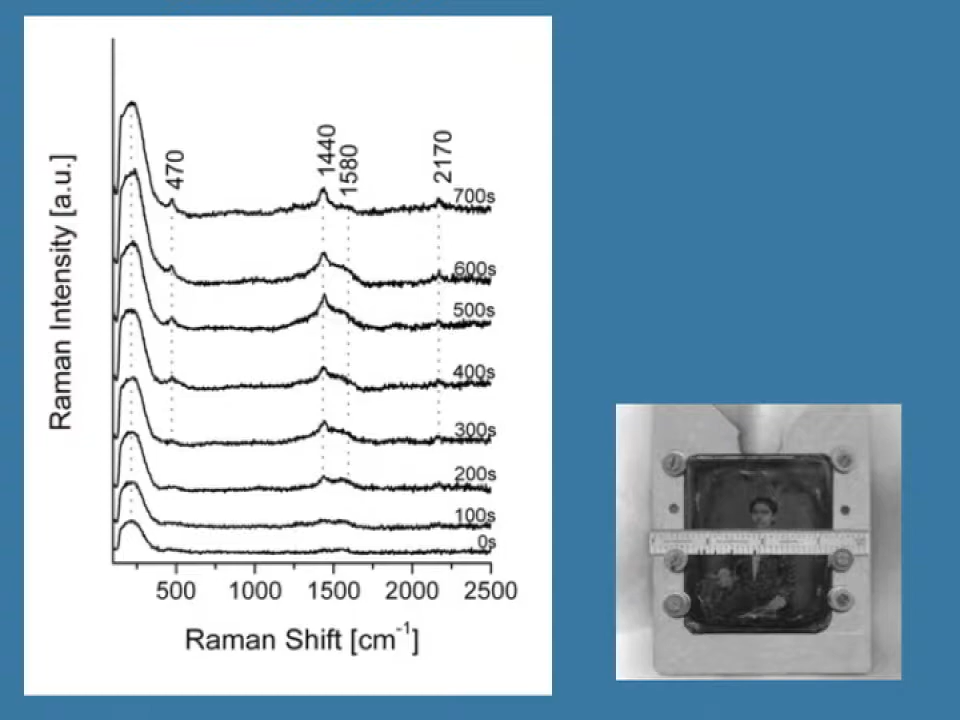 Raman Intensity [a.u.]
470
1440
1580
2170
700s
600s
500s
400s
300s
200s
100s
0s
500 1000 1500 2000 2500
Raman Shift [cm⁻¹]